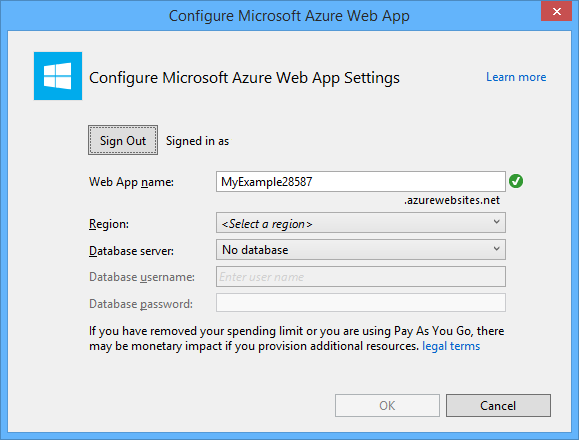 Configure Microsoft Azure Web App
Configure Microsoft Azure Web App Settings
Learn more
Sign Out
Signed in as
Web App name:
MyExample28587
.azurewebsites.net
Region:
<Select a region>
Database server:
No database
Database username:
Enter user name
Database password:
If you have removed your spending limit or you are using Pay As You Go, there
may be monetary impact if you provision additional resources. legal terms
OK
Cancel